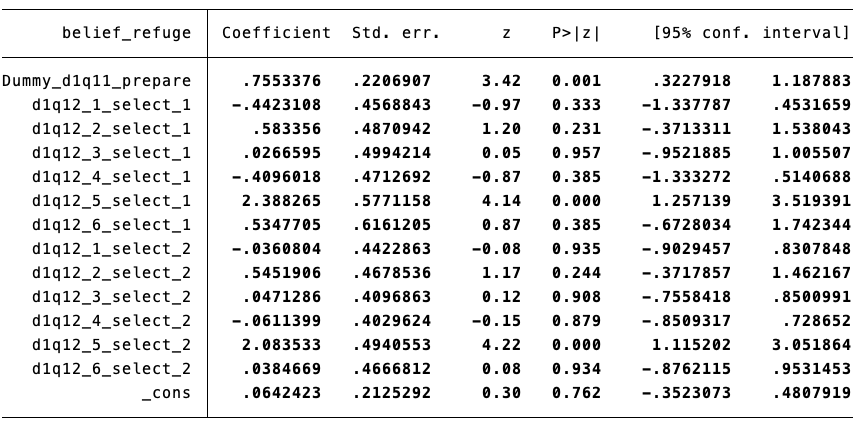 belief_refuge Coefficient Std. err. z P>|z| [95% conf. interval]
Dummy_d1q11_prepare .7553376 .2206907 3.42 0.001 .3227918 1.187883
d1q12_1_select_1 -.4423108 .4568843 -0.97 0.333 -1.337787 .4531659
d1q12_2_select_1 .583356 .4870942 1.20 0.231 -.3713311 1.538043
d1q12_3_select_1 .0266595 .4994214 0.05 0.957 -.9521885 1.005507
d1q12_4_select_1 -.4096018 .4712692 -0.87 0.385 -1.333272 .5140688
d1q12_5_select_1 2.388265 .5771158 4.14 0.000 1.257139 3.519391
d1q12_6_select_1 .5347705 .6161205 0.87 0.385 -.6728034 1.742344
d1q12_1_select_2 -.0360804 .4422863 -0.08 0.935 -.9029457 .8307848
d1q12_2_select_2 .5451906 .4678536 1.17 0.244 -.3717857 1.462167
d1q12_3_select_2 .0471286 .4096863 0.12 0.908 -.7558418 .8500991
d1q12_4_select_2 -.0611399 .4029624 -0.15 0.879 -.8509317 .728652
d1q12_5_select_2 2.083533 .4940553 4.22 0.000 1.115202 3.051864
d1q12_6_select_2 .0384669 .4666812 0.08 0.934 -.8762115 .9531453
_cons .0642423 .2125292 0.30 0.762 -.3523073 .4807919